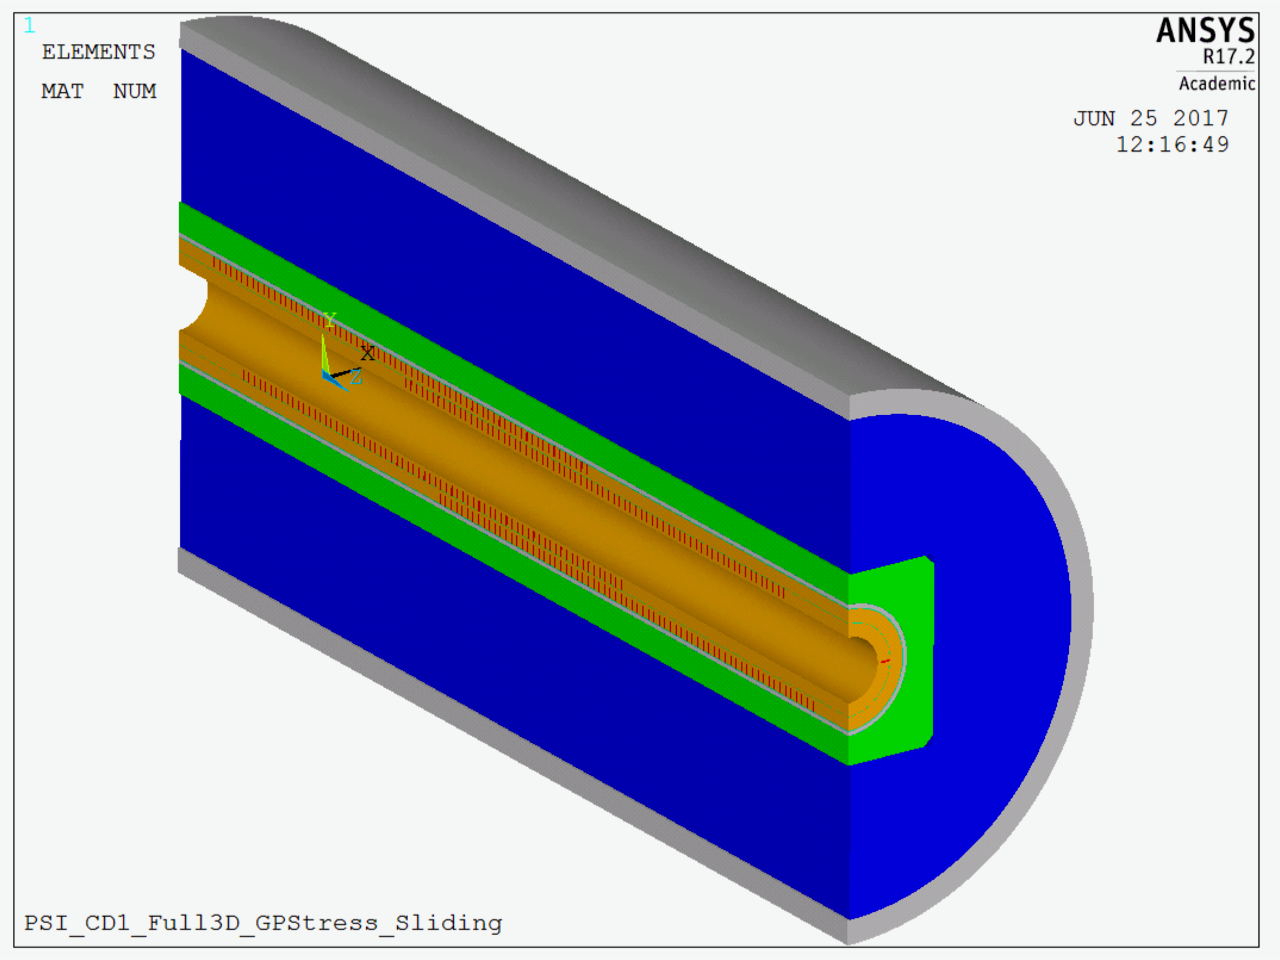 1
ELEMENTS
MAT NUM
ANSYS
R17.2
Academic
JUN 25 2017
12:16:49
Y
X
Z
PSI_CD1_Full3D_GPStress_Sliding